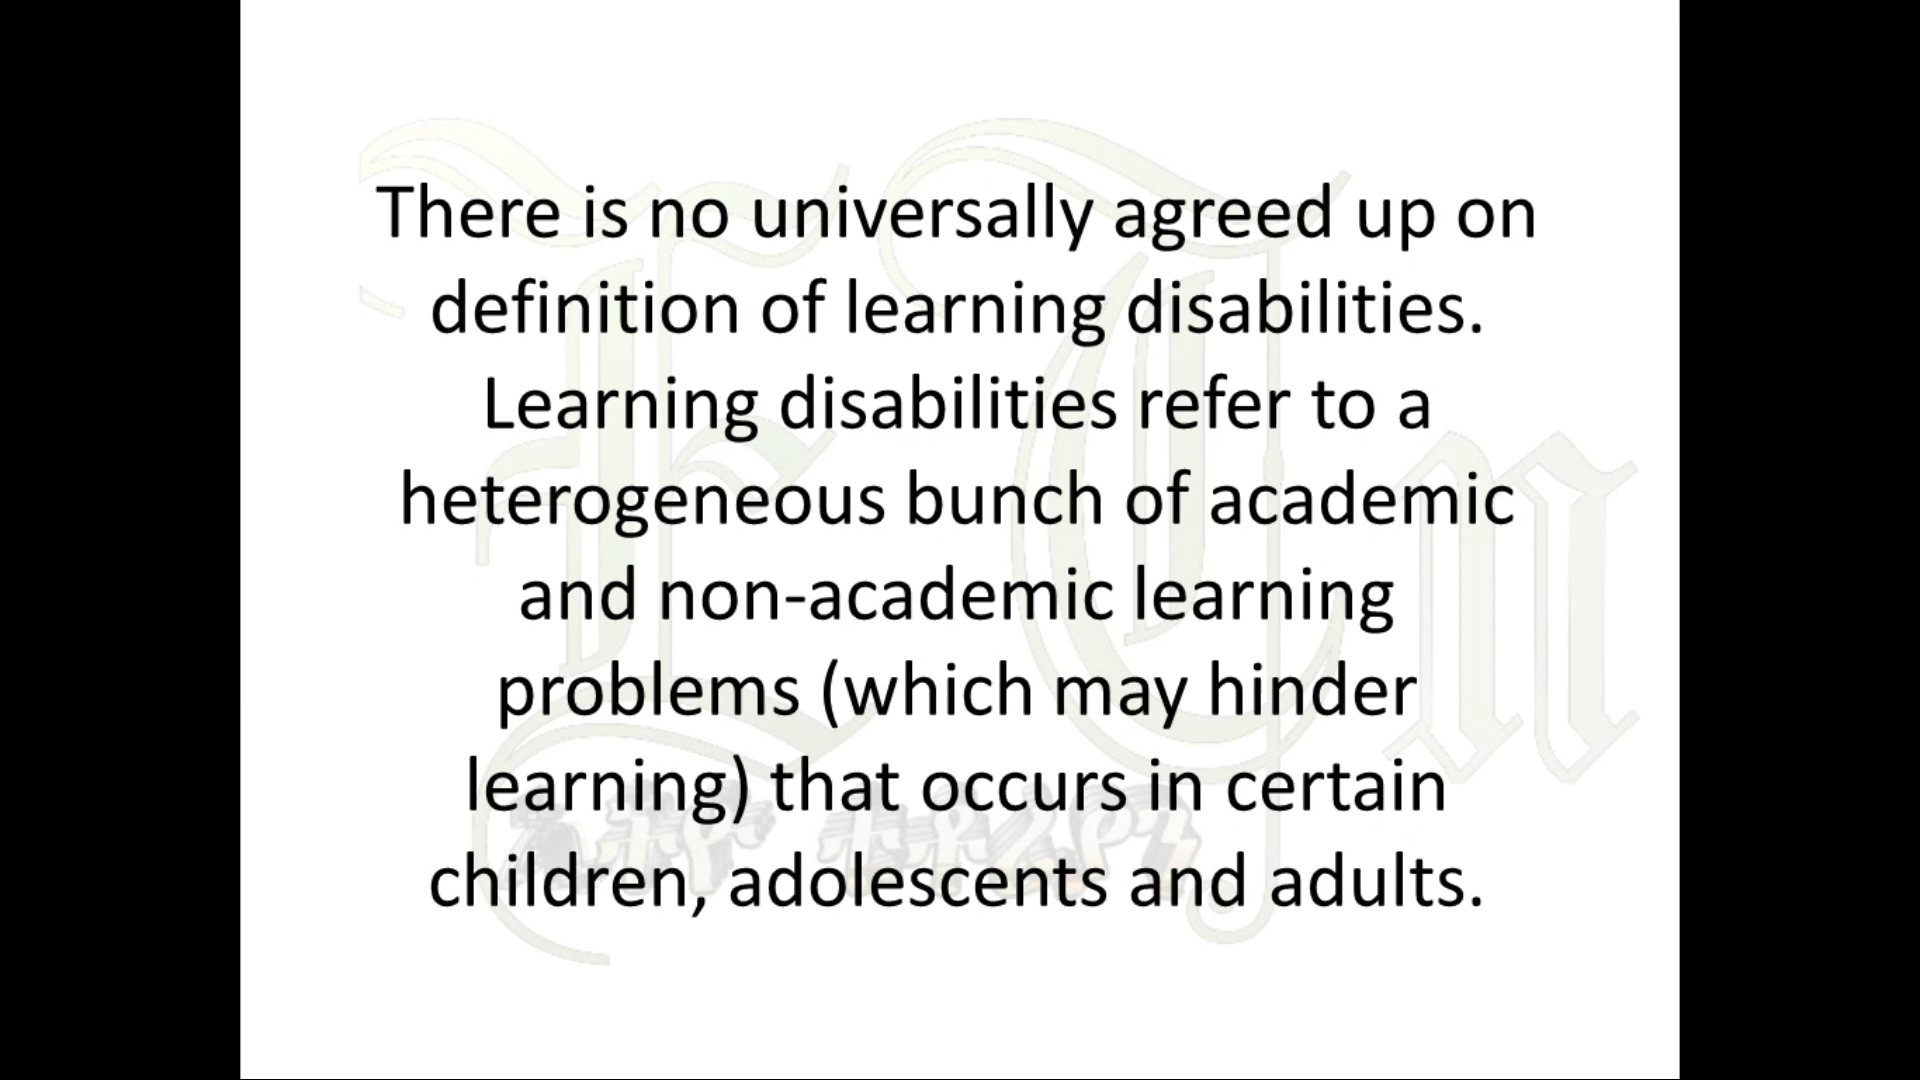 There is no universally agreed up on
definition of learning disabilities.
Learning disabilities refer to a
heterogeneous bunch of academic
and non-academic learning
problems (which may hinder
learning) that occurs in certain
children, adolescents and adults.